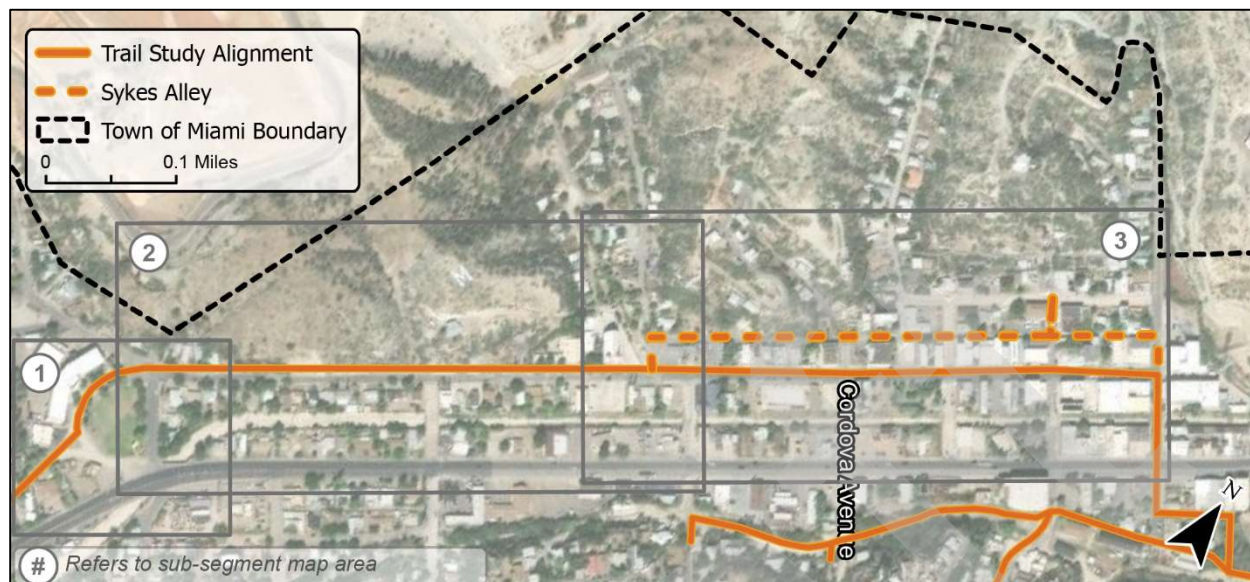 Trail Study Alignment
Sykes Alley
Town of Miami Boundary
0 0.1 Miles
2
3
1
Cordova Avenue
N
# Refers to sub-segment map area